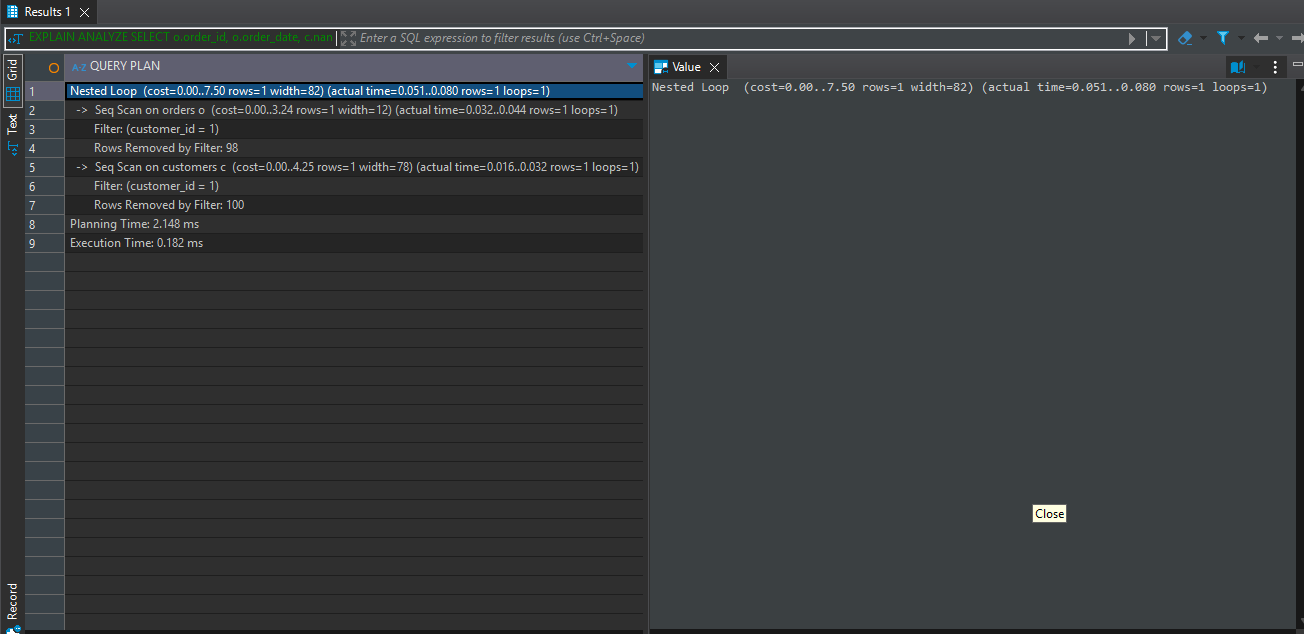 Results 1
EXPLAIN ANALYZE SELECT o.order_id, o.order_date, c.nan Enter a SQL expression to filter results (use Ctrl+Space)
Grid
Text
Record
A-Z QUERY PLAN
1 Nested Loop (cost=0.00..7.50 rows=1 width=82) (actual time=0.051..0.080 rows=1 loops=1)
2 -> Seq Scan on orders o (cost=0.00..3.24 rows=1 width=12) (actual time=0.032..0.044 rows=1 loops=1)
3 Filter: (customer_id = 1)
4 Rows Removed by Filter: 98
5 -> Seq Scan on customers c (cost=0.00..4.25 rows=1 width=78) (actual time=0.016..0.032 rows=1 loops=1)
6 Filter: (customer_id = 1)
7 Rows Removed by Filter: 100
8 Planning Time: 2.148 ms
9 Execution Time: 0.182 ms
Value
Nested Loop (cost=0.00..7.50 rows=1 width=82) (actual time=0.051..0.080 rows=1 loops=1)
Close